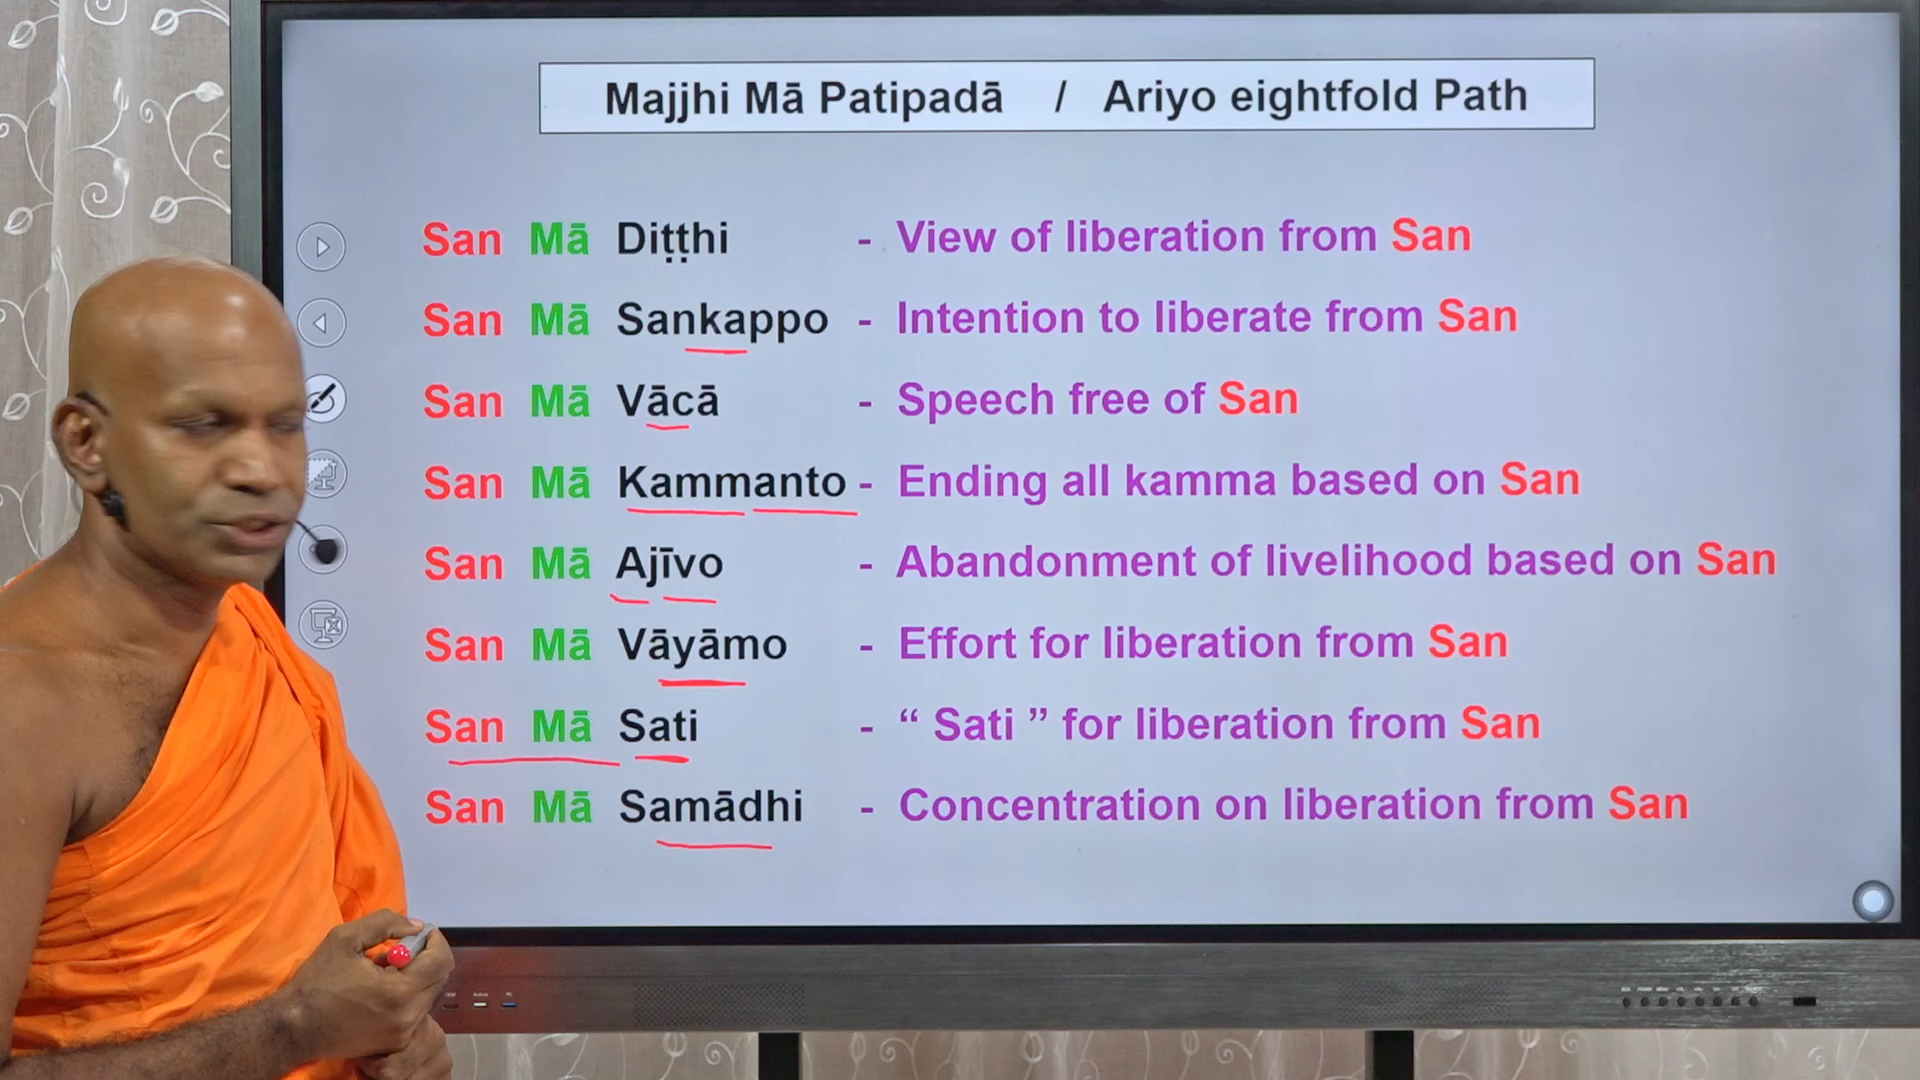 Majjhi Mā Patipadā / Ariyo eightfold Path
San Mā Diṭṭhi - View of liberation from San
San Mā Sankappo - Intention to liberate from San
San Mā Vācā - Speech free of San
San Mā Kammanto - Ending all kamma based on San
San Mā Ajīvo - Abandonment of livelihood based on San
San Mā Vāyāmo - Effort for liberation from San
San Mā Sati - “ Sati ” for liberation from San
San Mā Samādhi - Concentration on liberation from San